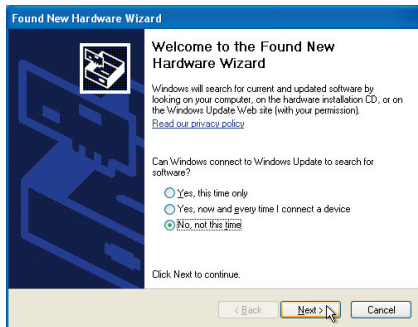 Found New Hardware Wizard
Welcome to the Found New
Hardware Wizard
Windows will search for current and updated software by
looking on your computer, on the hardware installation CD, or on
the Windows Update Web site (with your permission).
Read our privacy policy
Can Windows connect to Windows Update to search for
software?
Yes, this time only
Yes, now and every time I connect a device
No, not this time
Click Next to continue.
< Back Next > Cancel